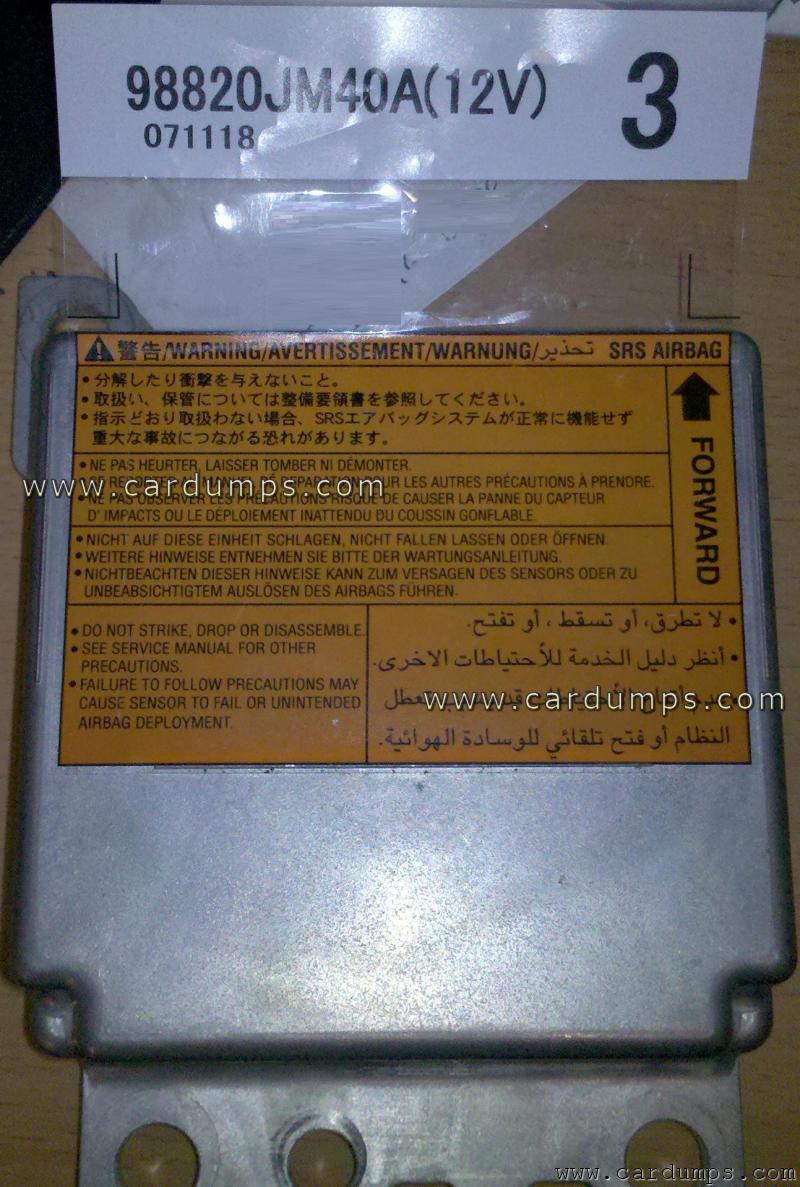 98820JM40A(12V) 3
071118
警告/WARNING/AVERTISSEMENT/WARNUNG/تحذير SRS AIRBAG
• 分解したり衝撃を与えないこと。
• 取扱い、保管については整備要領書を参照してください。
• 指示どおり取扱わない場合、SRSエアバッグシステムが正常に機能せず
重大な事故につながる恐れがあります。
FORWARD
• NE PAS HEURTER, LAISSER TOMBER NI DÉMONTER.
LES AUTRES PRÉCAUTIONS À PRENDRE.
www.cardumps.com
• NE PAS OBSERVER LES PRÉCAUTIONS RISQUE DE CAUSER LA PANNE DU CAPTEUR
D' IMPACTS OU LE DÉPLOIEMENT INATTENDU DU COUSSIN GONFLABLE.
• NICHT AUF DIESE EINHEIT SCHLAGEN, NICHT FALLEN LASSEN ODER ÖFFNEN.
• WEITERE HINWEISE ENTNEHMEN SIE BITTE DER WARTUNGSANLEITUNG.
• NICHTBEACHTEN DIESER HINWEISE KANN ZUM VERSAGEN DES SENSORS ODER ZU
UNBEABSICHTIGTEM AUSLÖSEN DES AIRBAGS FÜHREN.
• DO NOT STRIKE, DROP OR DISASSEMBLE.
• SEE SERVICE MANUAL FOR OTHER
PRECAUTIONS.
• FAILURE TO FOLLOW PRECAUTIONS MAY
CAUSE SENSOR TO FAIL OR UNINTENDED
AIRBAG DEPLOYMENT.
• لا تطرق، أو تسقط ، أو تفتح.
• أنظر دليل الخدمة للأحتياطات الاخرى.
www.cardumps.com
النظام أو فتح تلقائي للوسادة الهوائية.
www.cardumps.com